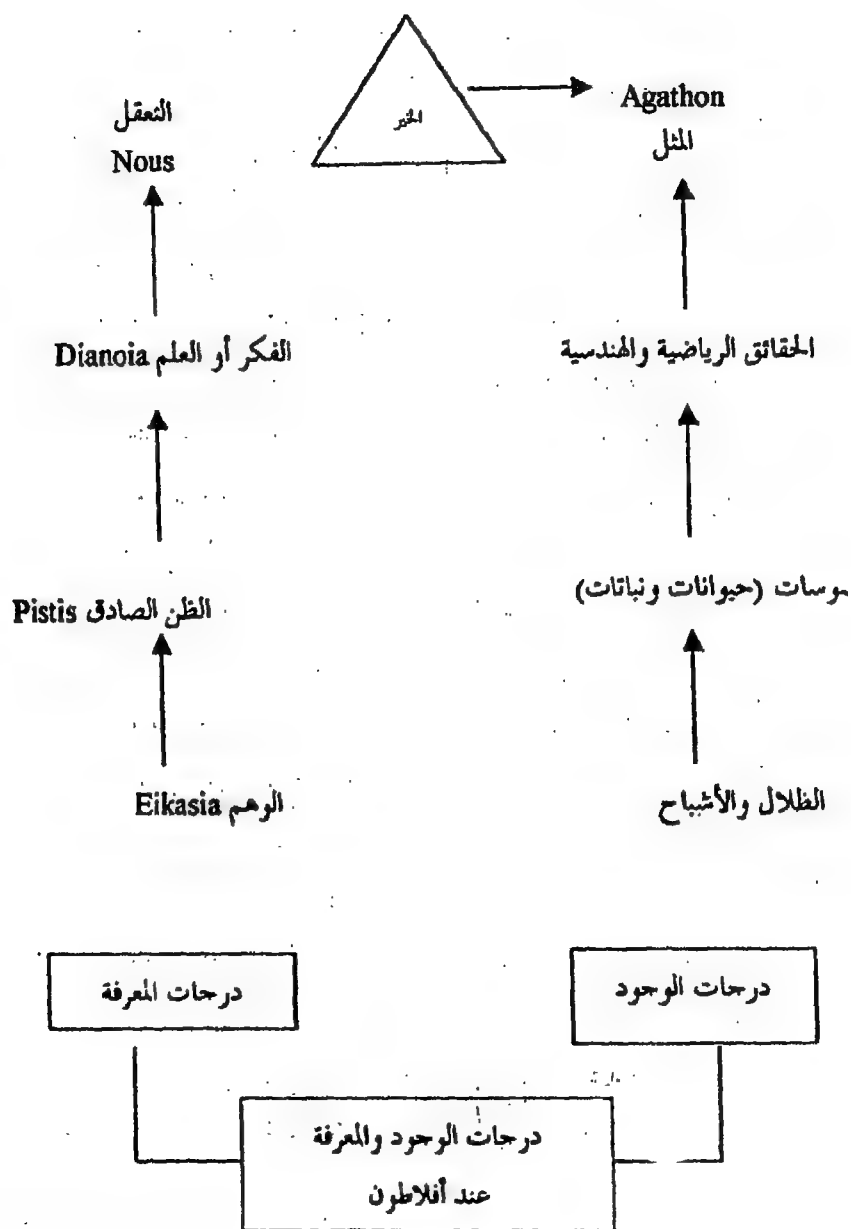 الخير
Agathon
المثل
التعقل
Nous
الحقائق الرياضية والهندسية
الفكر أو العلم Dianoia
وسات (حيوانات ونباتات)
الظن الصادق Pistis
الظلال والأشباح
الوهم Eikasia
درجات الوجود
درجات المعرفة
درجات الوجود والمعرفة
عند أفلاطون